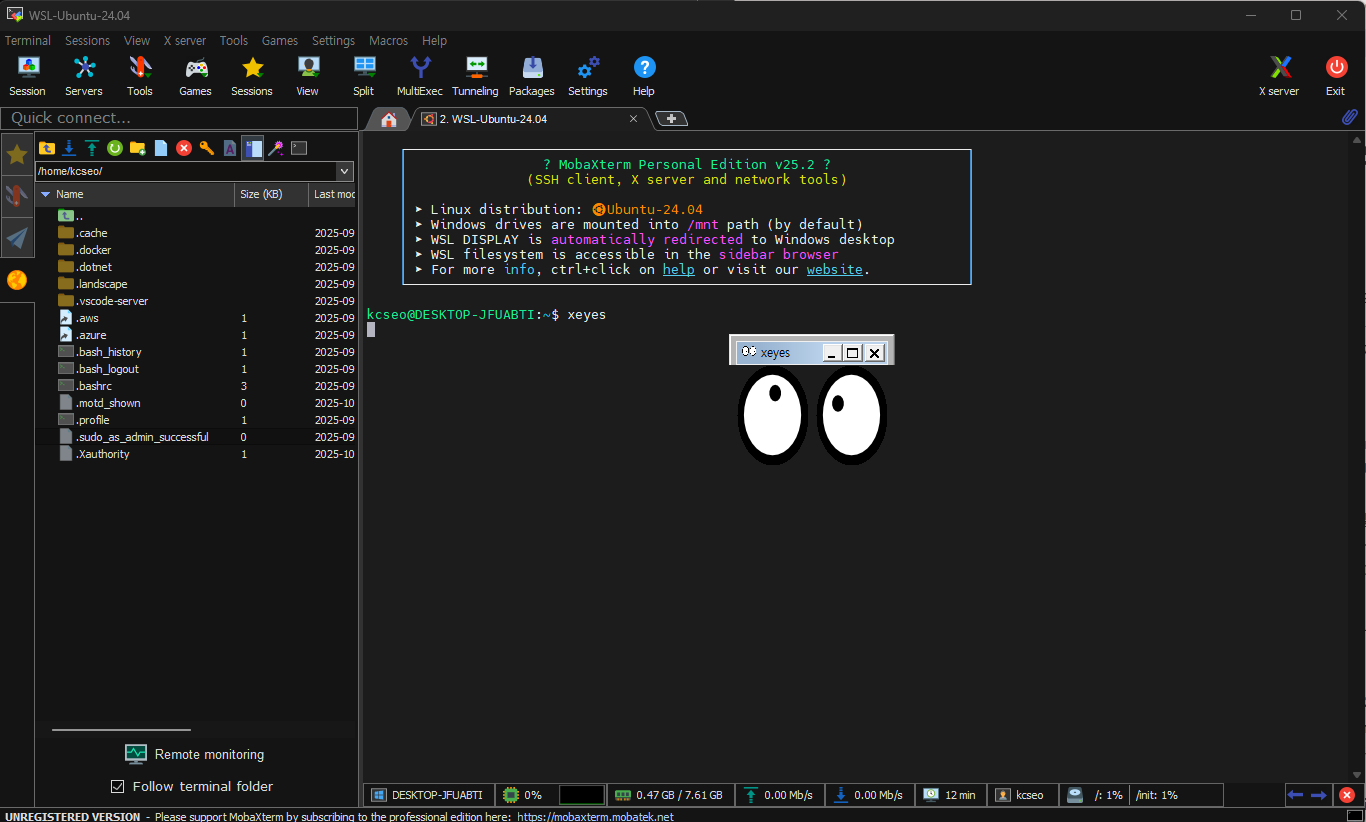 WSL-Ubuntu-24.04
Terminal Sessions View X server Tools Games Settings Macros Help
Session Servers Tools Games Sessions View Split MultiExec Tunneling Packages Settings Help X server Exit
Quick connect...
2. WSL-Ubuntu-24.04
/home/kcseo/
Name Size (KB) Last mod
..
.cache 2025-09
.docker 2025-09
.dotnet 2025-09
.landscape 2025-09
.vscode-server 2025-09
.aws 1 2025-09
.azure 1 2025-09
.bash_history 1 2025-09
.bash_logout 1 2025-09
.bashrc 3 2025-09
.motd_shown 0 2025-10
.profile 1 2025-09
.sudo_as_admin_successful 0 2025-09
.Xauthority 1 2025-10
Remote monitoring
Follow terminal folder
? MobaXterm Personal Edition v25.2 ?
(SSH client, X server and network tools)
➤ Linux distribution: Ubuntu-24.04
➤ Windows drives are mounted into /mnt path (by default)
➤ WSL DISPLAY is automatically redirected to Windows desktop
➤ WSL filesystem is accessible in the sidebar browser
➤ For more info, ctrl+click on help or visit our website.
kcseo@DESKTOP-JFUABTI:~$ xeyes
xeyes
DESKTOP-JFUABTI 0% 0.47 GB / 7.61 GB 0.00 Mb/s 0.00 Mb/s 12 min kcseo /: 1% /init: 1%
UNREGISTERED VERSION - Please support MobaXterm by subscribing to the professional edition here: https://mobaxterm.mobatek.net